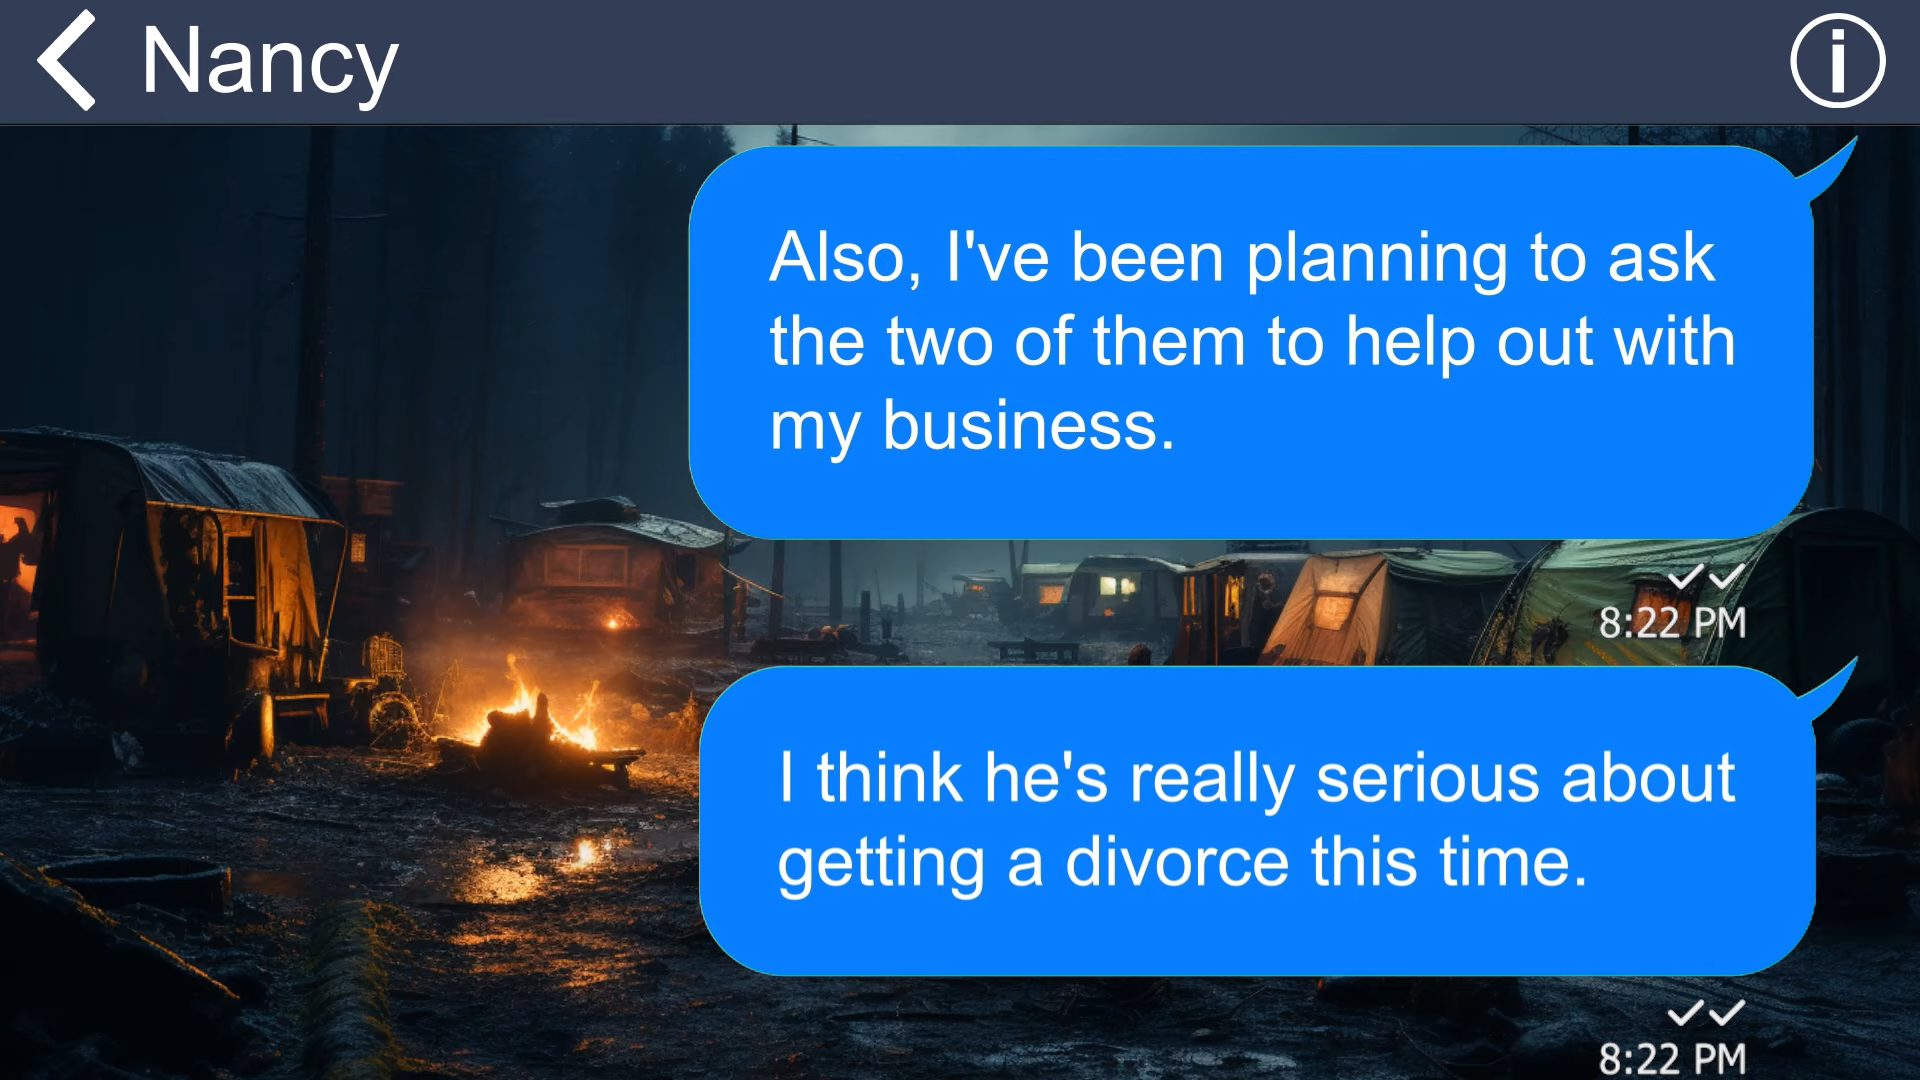 Nancy
Also, I've been planning to ask
the two of them to help out with
my business.
8:22 PM
I think he's really serious about
getting a divorce this time.
8:22 PM